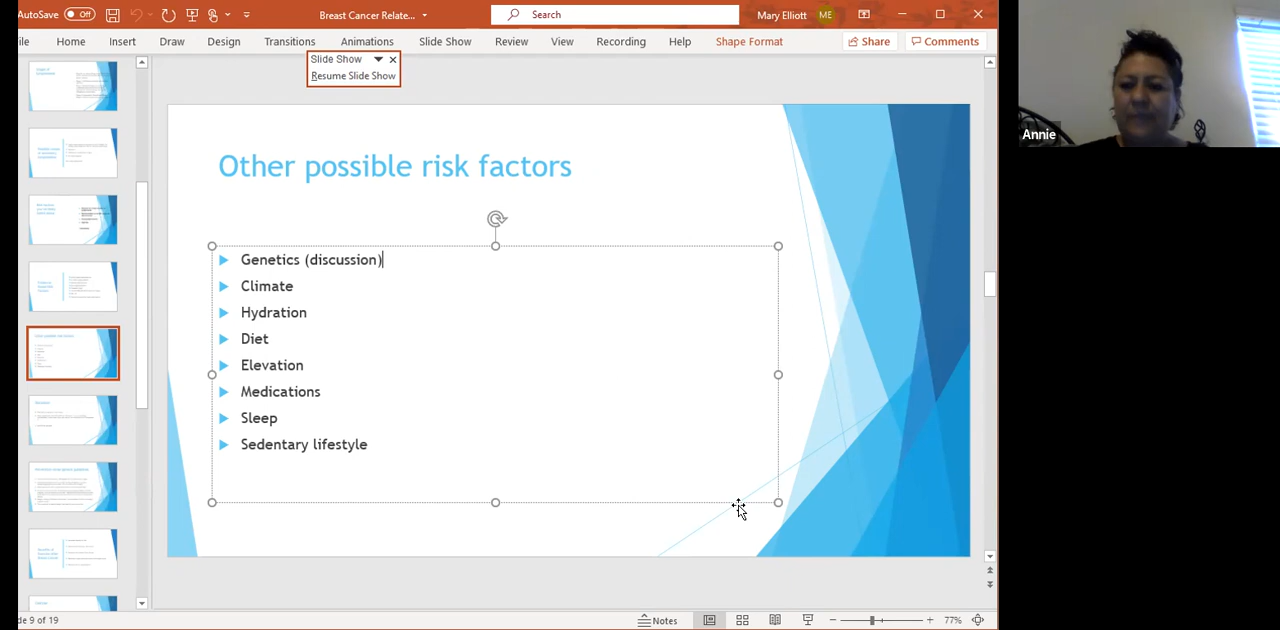 AutoSave Off Breast Cancer Relate... Search Mary Elliott ME
ile Home Insert Draw Design Transitions Animations Slide Show Review View Recording Help Shape Format Share Comments
Slide Show
Resume Slide Show
Annie
Other possible risk factors
Genetics (discussion)
Climate
Hydration
Diet
Elevation
Medications
Sleep
Sedentary lifestyle
de 9 of 19 Notes 77%